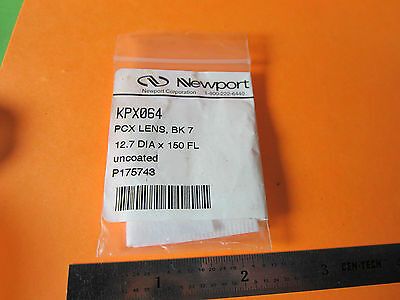 Newport
Newport Corporation 1-800-222-6440
KPX064
PCX LENS, BK 7
12.7 DIA x 150 FL
uncoated
P175743
1 2 3 CEN-TECH